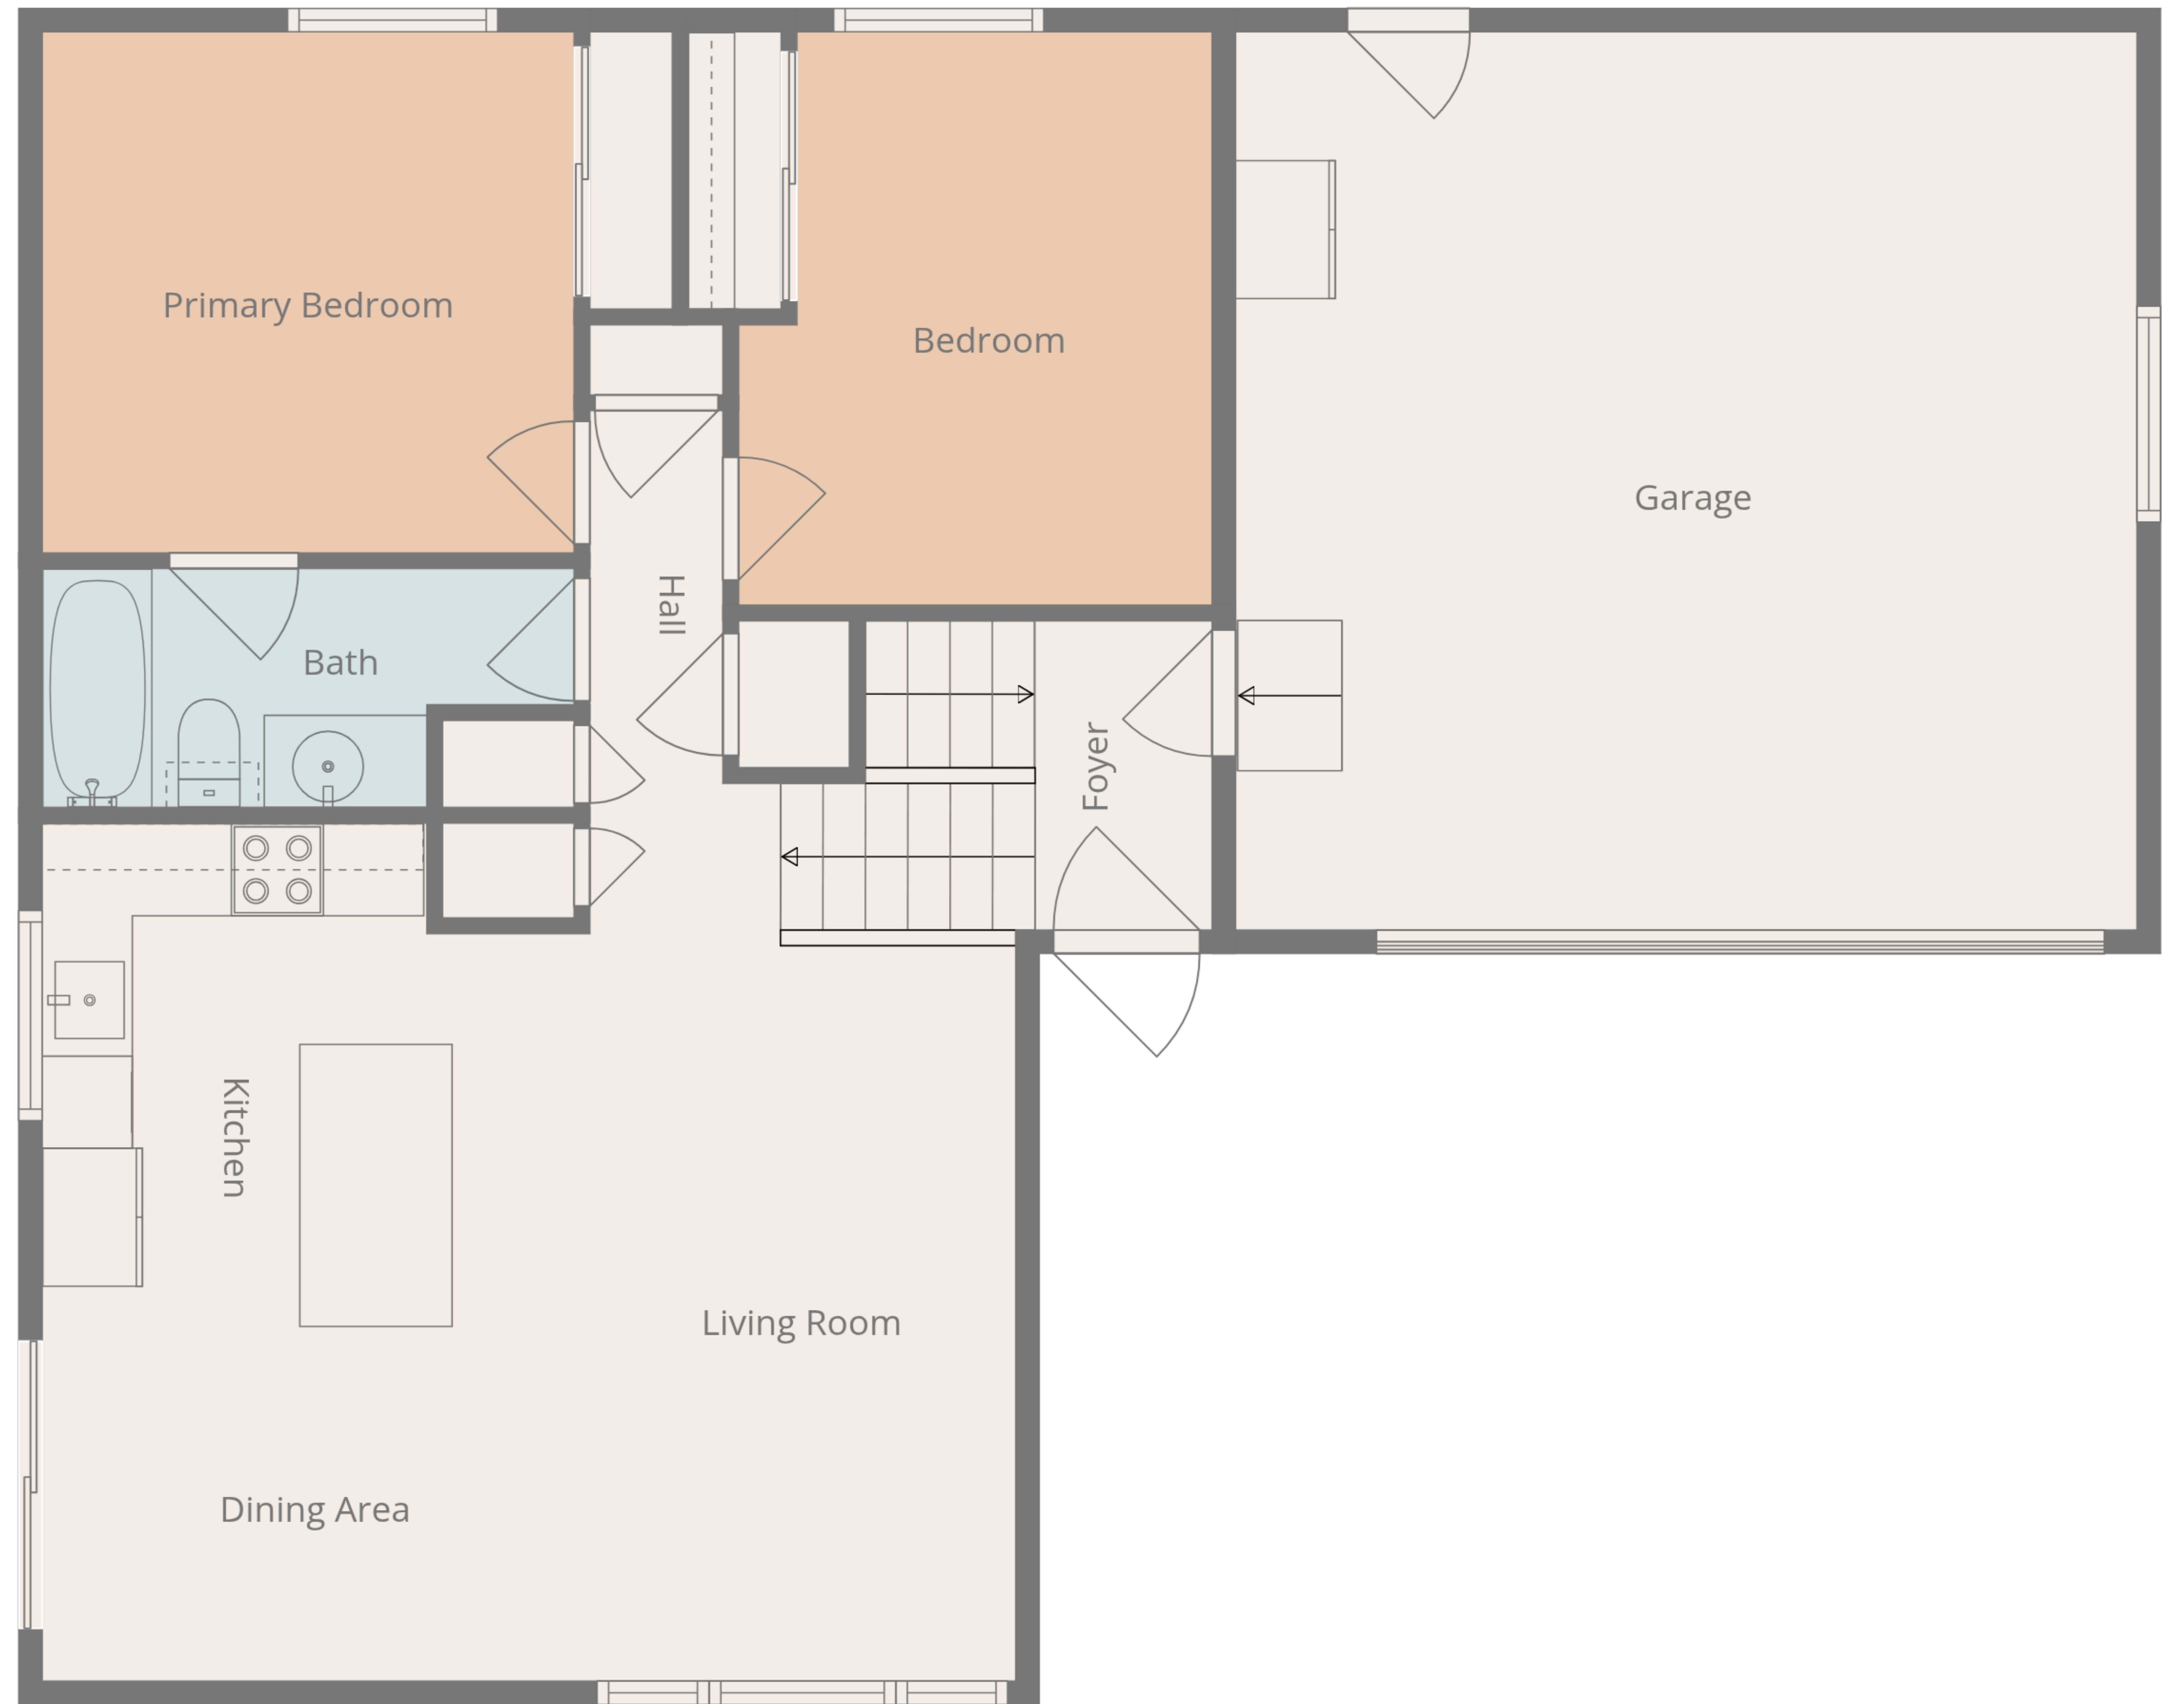 Primary Bedroom
Bedroom
Garage
Hall
Bath
Foyer
Kitchen
Living Room
Dining Area